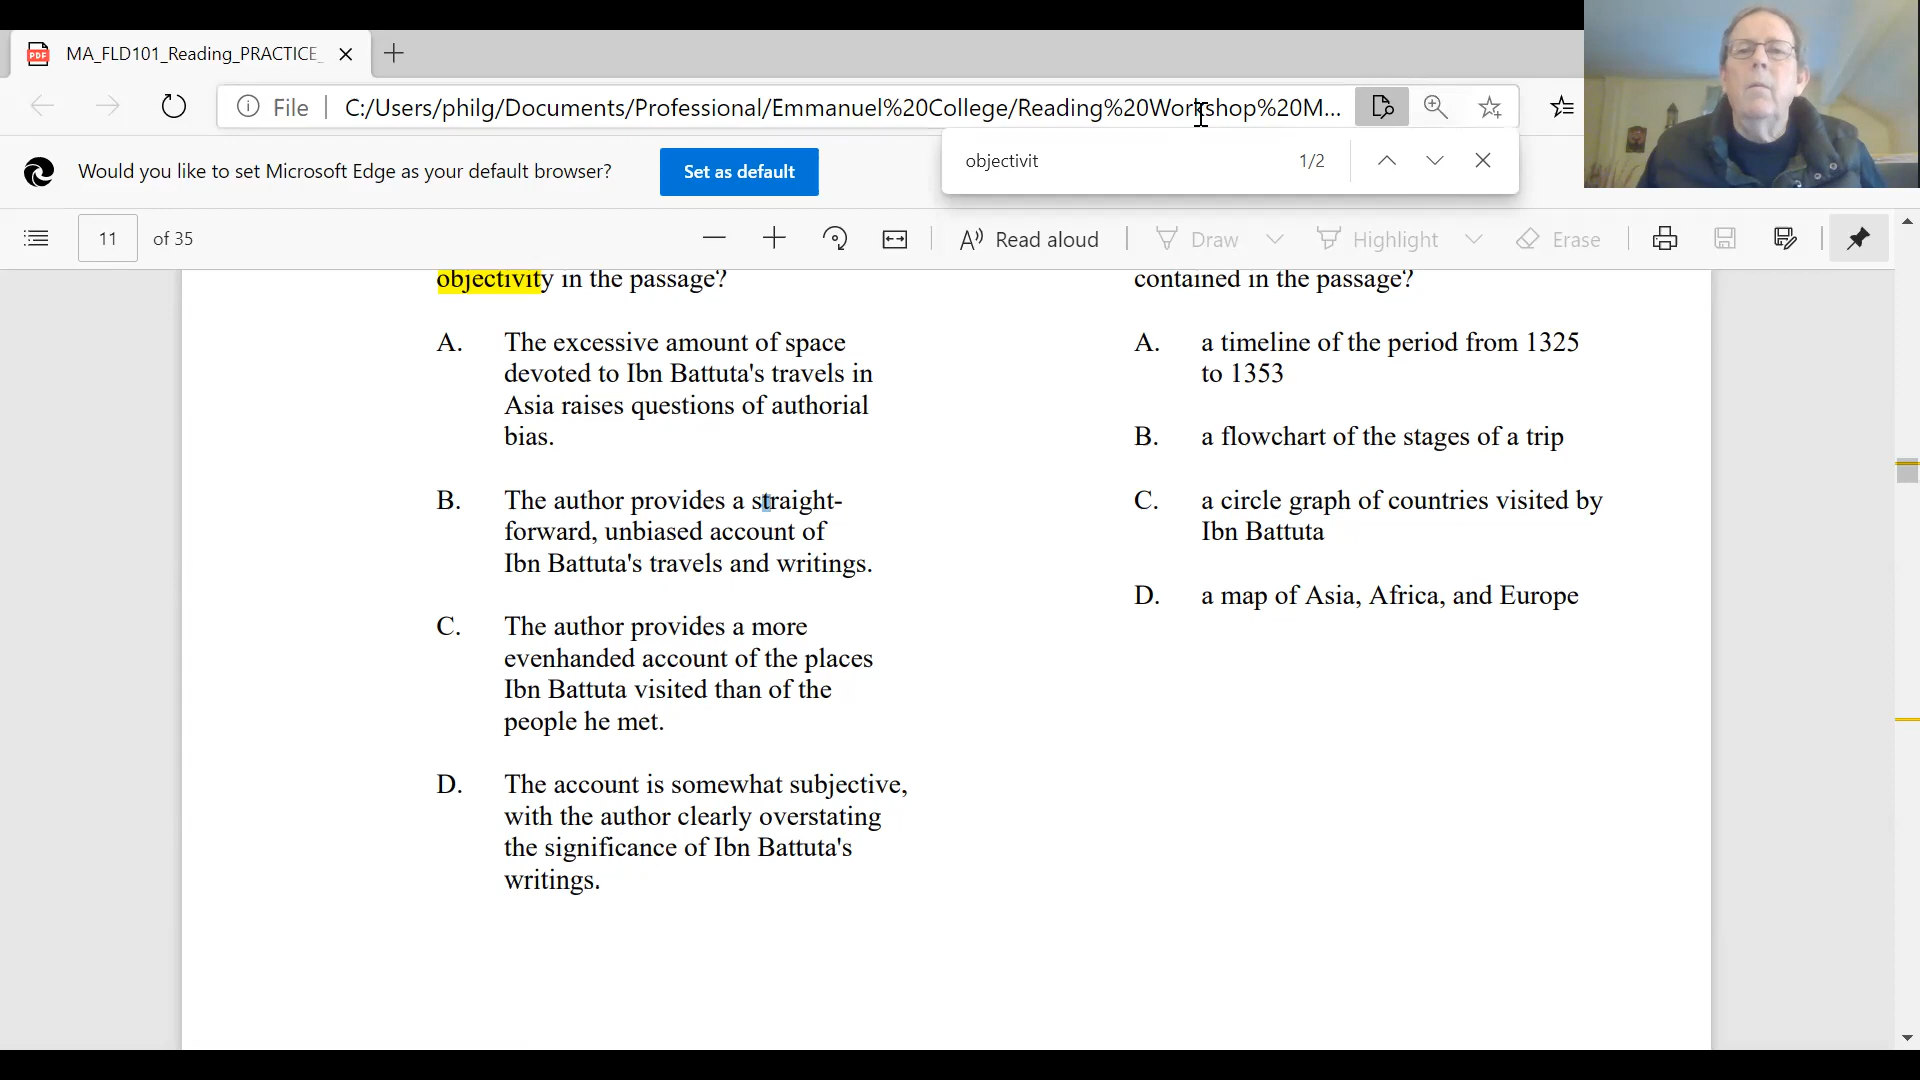 MA_FLD101_Reading_PRACTICE_
File
C:/Users/philg/Documents/Professional/Emmanuel%20College/Reading%20Workshop%20M...
objectivit
1/2
Would you like to set Microsoft Edge as your default browser?
Set as default
11
of 35
Read aloud
Draw
Highlight
Erase
objectivity in the passage?
A. The excessive amount of space
devoted to Ibn Battuta's travels in
Asia raises questions of authorial
bias.
B. The author provides a straight-
forward, unbiased account of
Ibn Battuta's travels and writings.
C. The author provides a more
evenhanded account of the places
Ibn Battuta visited than of the
people he met.
D. The account is somewhat subjective,
with the author clearly overstating
the significance of Ibn Battuta's
writings.
contained in the passage?
A. a timeline of the period from 1325
to 1353
B. a flowchart of the stages of a trip
C. a circle graph of countries visited by
Ibn Battuta
D. a map of Asia, Africa, and Europe